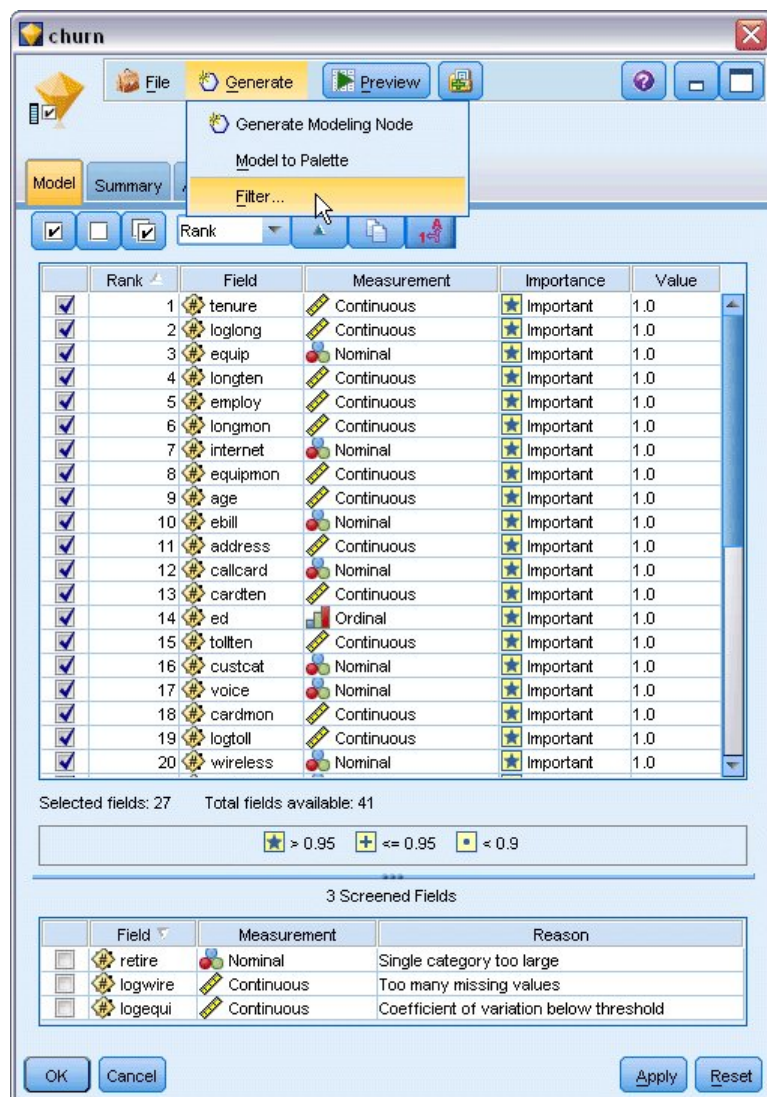 churn
File Generate Preview
Generate Modeling Node
Model to Palette
Filter...
Model Summary
Rank
Rank Field Measurement Importance Value
1 tenure Continuous Important 1.0
2 loglong Continuous Important 1.0
3 equip Nominal Important 1.0
4 longten Continuous Important 1.0
5 employ Continuous Important 1.0
6 longmon Continuous Important 1.0
7 internet Nominal Important 1.0
8 equipmon Continuous Important 1.0
9 age Continuous Important 1.0
10 ebill Nominal Important 1.0
11 address Continuous Important 1.0
12 callcard Nominal Important 1.0
13 cardten Continuous Important 1.0
14 ed Ordinal Important 1.0
15 tollten Continuous Important 1.0
16 custcat Nominal Important 1.0
17 voice Nominal Important 1.0
18 cardmon Continuous Important 1.0
19 logtoll Continuous Important 1.0
20 wireless Nominal Important 1.0
Selected fields: 27 Total fields available: 41
> 0.95 <= 0.95 < 0.9
3 Screened Fields
Field Measurement Reason
retire Nominal Single category too large
logwire Continuous Too many missing values
logequi Continuous Coefficient of variation below threshold
OK Cancel Apply Reset